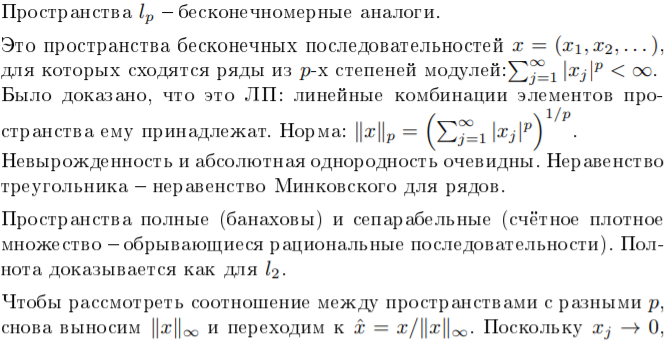 Пространства $l_p$ – бесконечномерные аналоги.
Это пространства бесконечных последовательностей $x = (x_1, x_2, \dots)$,
для которых сходятся ряды из $p$-х степеней модулей: $\sum_{j=1}^{\infty} |x_j|^p < \infty$.
Было доказано, что это ЛП: линейные комбинации элементов про-
странства ему принадлежат. Норма: $\|x\|_p = \left(\sum_{j=1}^{\infty} |x_j|^p\right)^{1/p}$.
Невырожденность и абсолютная однородность очевидны. Неравенство
треугольника – неравенство Минковского для рядов.
Пространства полные (банаховы) и сепарабельные (счётное плотное
множество – обрывающиеся рациональные последовательности). Пол-
нота доказывается как для $l_2$.
Чтобы рассмотреть соотношение между пространствами с разными $p$,
снова выносим $\|x\|_\infty$ и переходим к $\hat{x} = x/\|x\|_\infty$. Поскольку $x_j \to 0$,